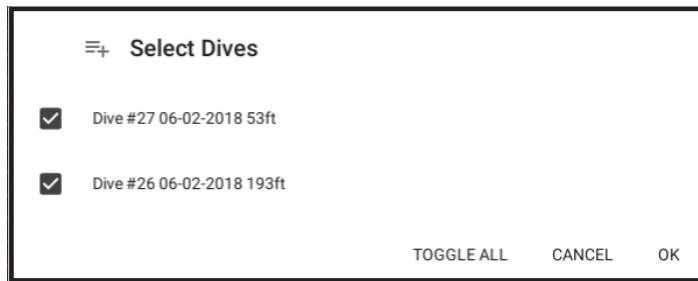 Select Dives
Dive #27 06-02-2018 53ft
Dive #26 06-02-2018 193ft
TOGGLE ALL CANCEL OK